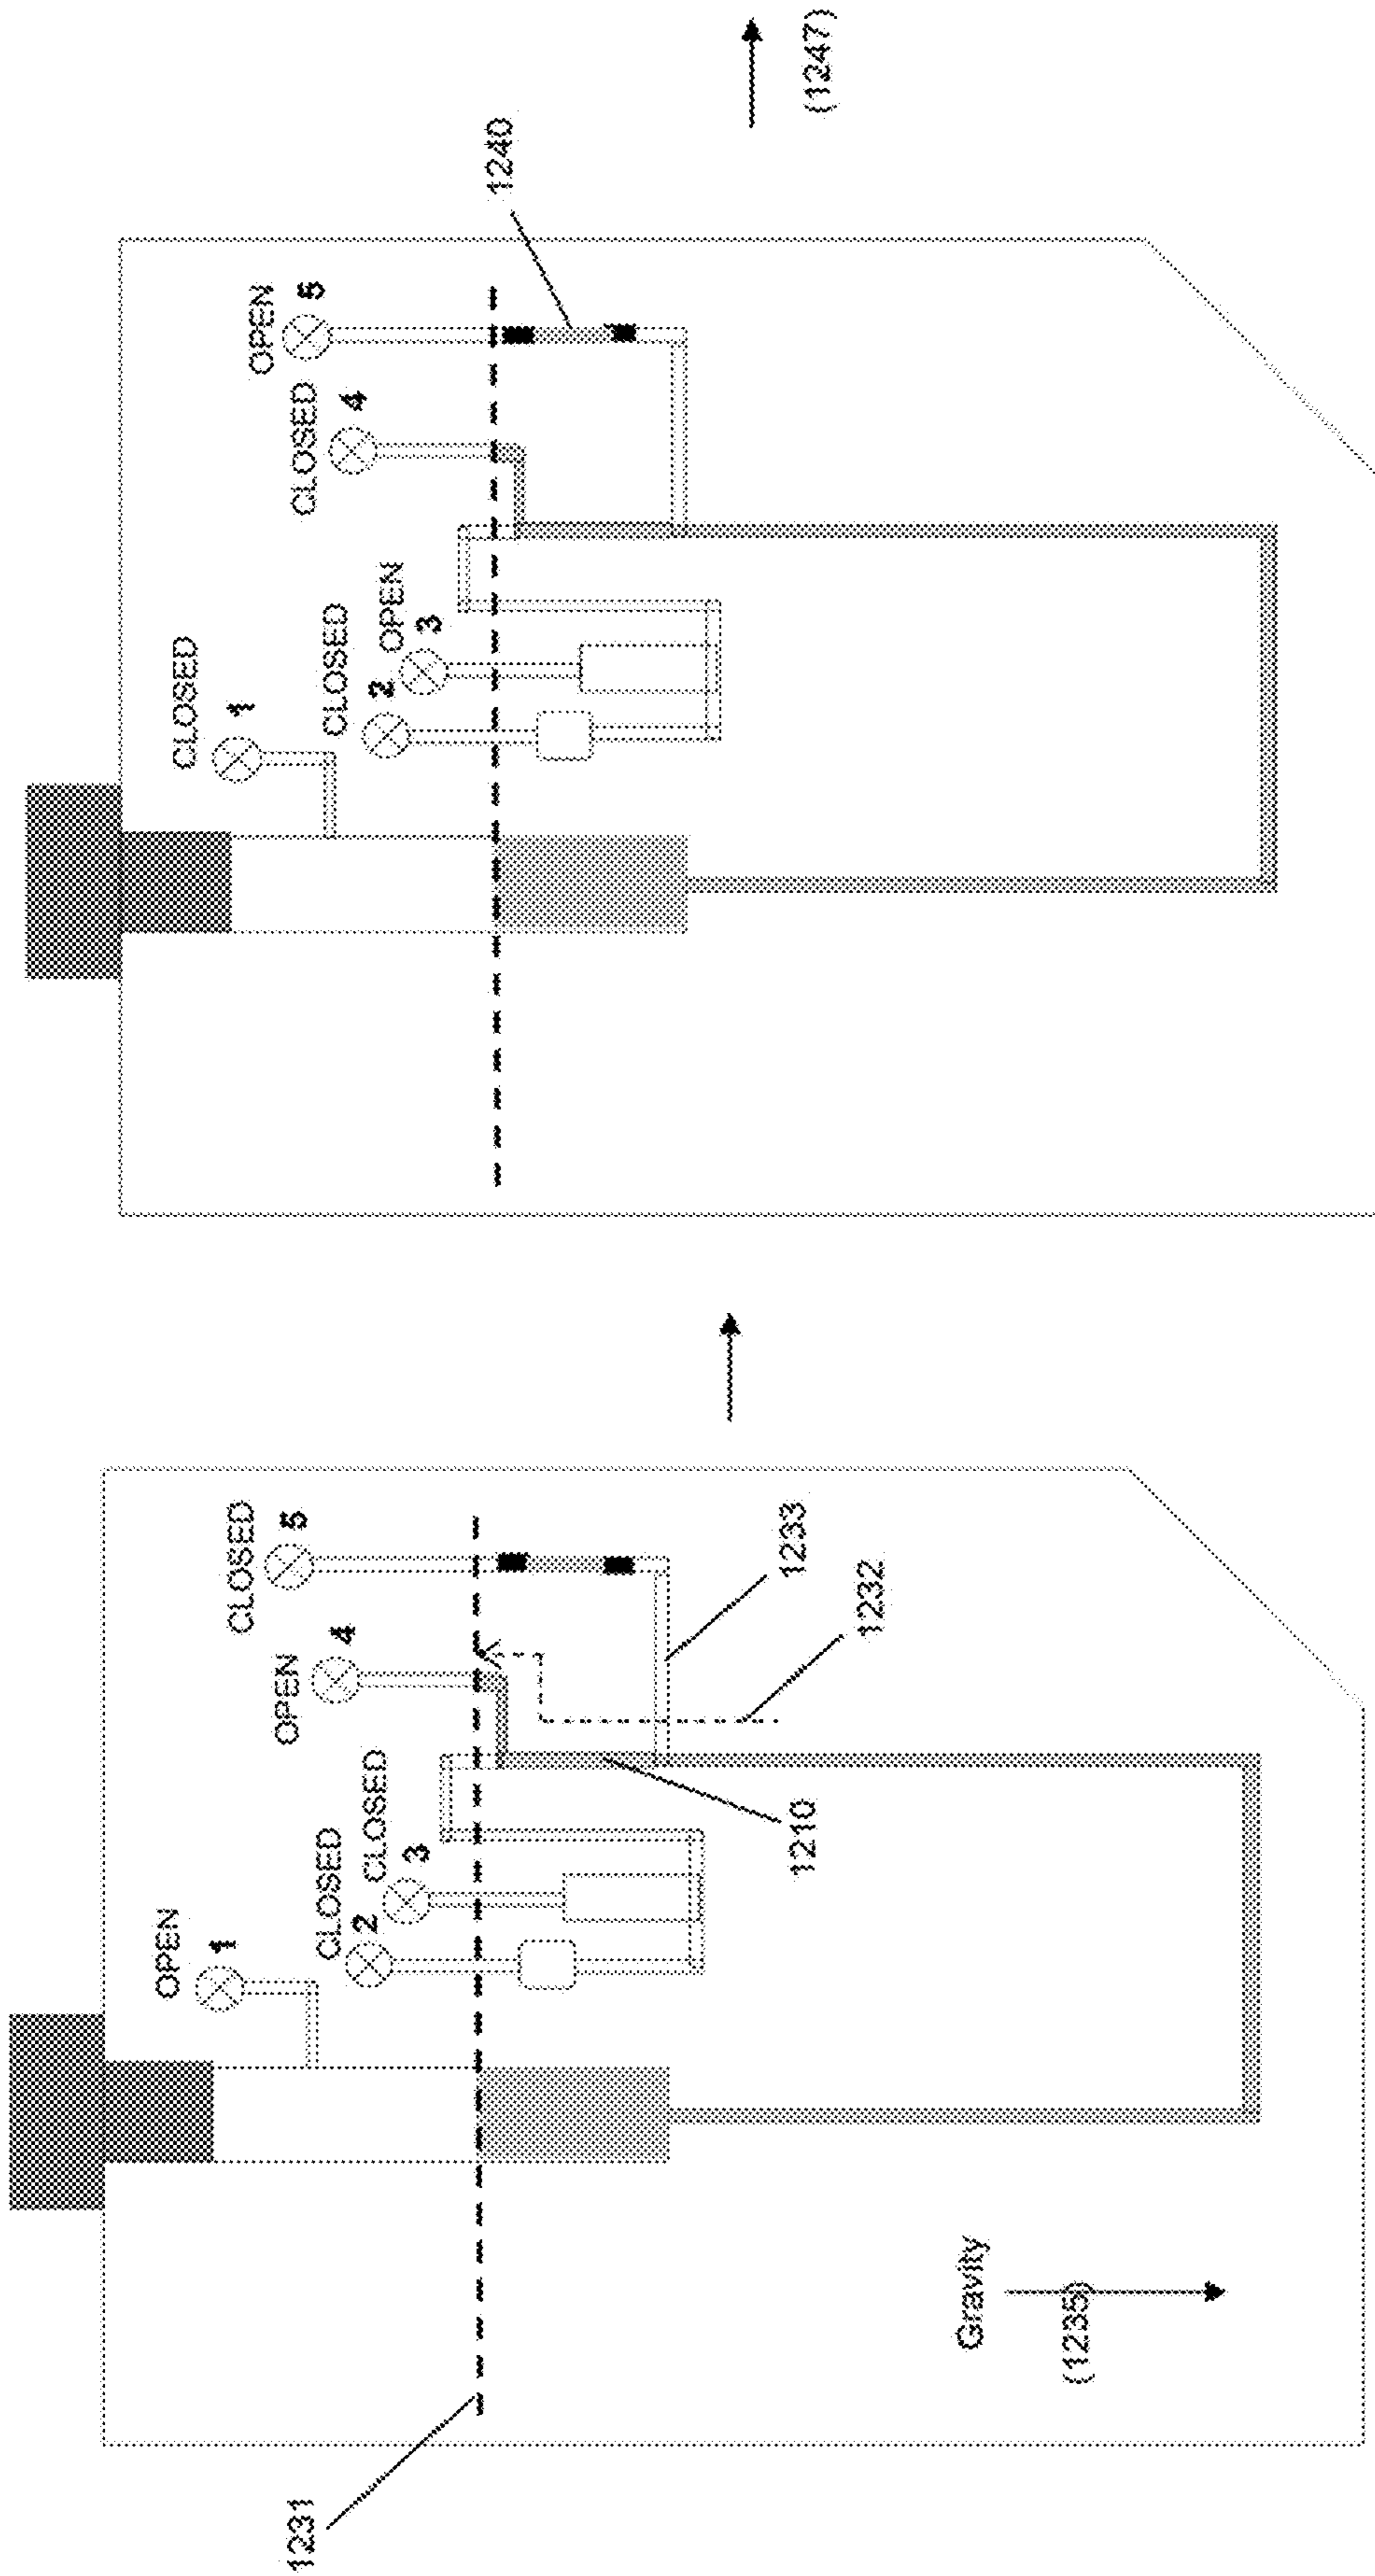 1231
OPEN
1
CLOSED
2
CLOSED
3
OPEN
4
CLOSED
5
1210
1233
1232
Gravity
(1235)
CLOSED
1
CLOSED
2
OPEN
3
CLOSED
4
OPEN
5
1240
(1247)